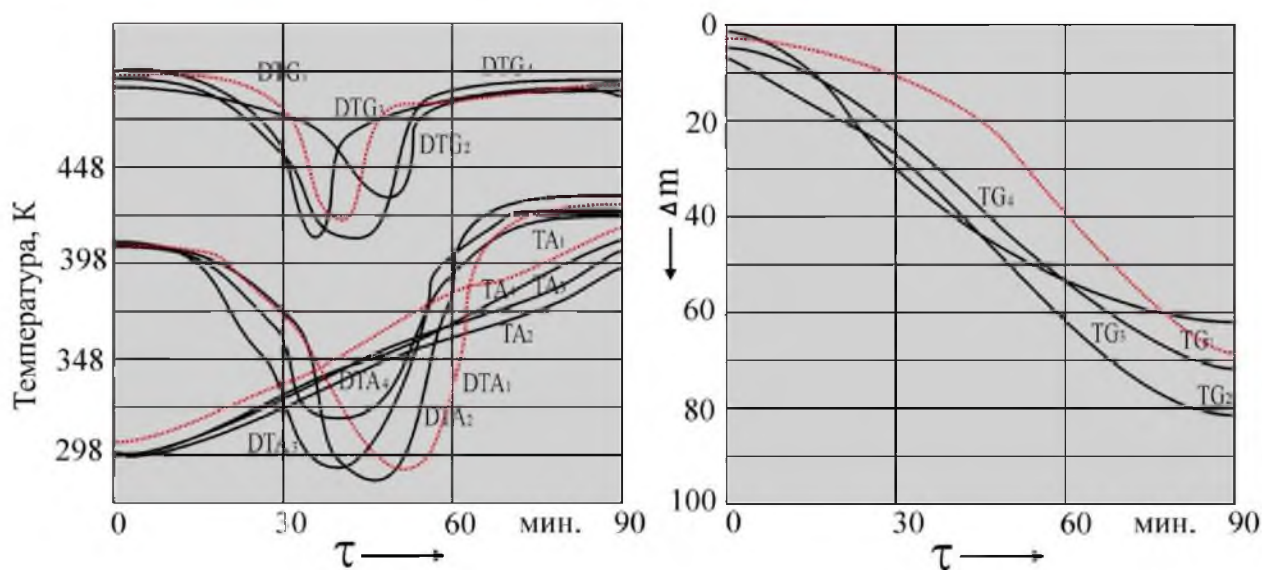 Температура, К
448
398
348
298
DTG₁
DTG₄
DTG₃
DTG₂
TA₁
TA₄
TA₃
TA₂
DTA₄
DTA₁
DTA₂
DTA₃
0
30
60
мин.
90
τ
0
20
40
60
80
100
Δm
TG₄
TG₃
TG₁
TG₂
0
30
60
мин.
90
τ